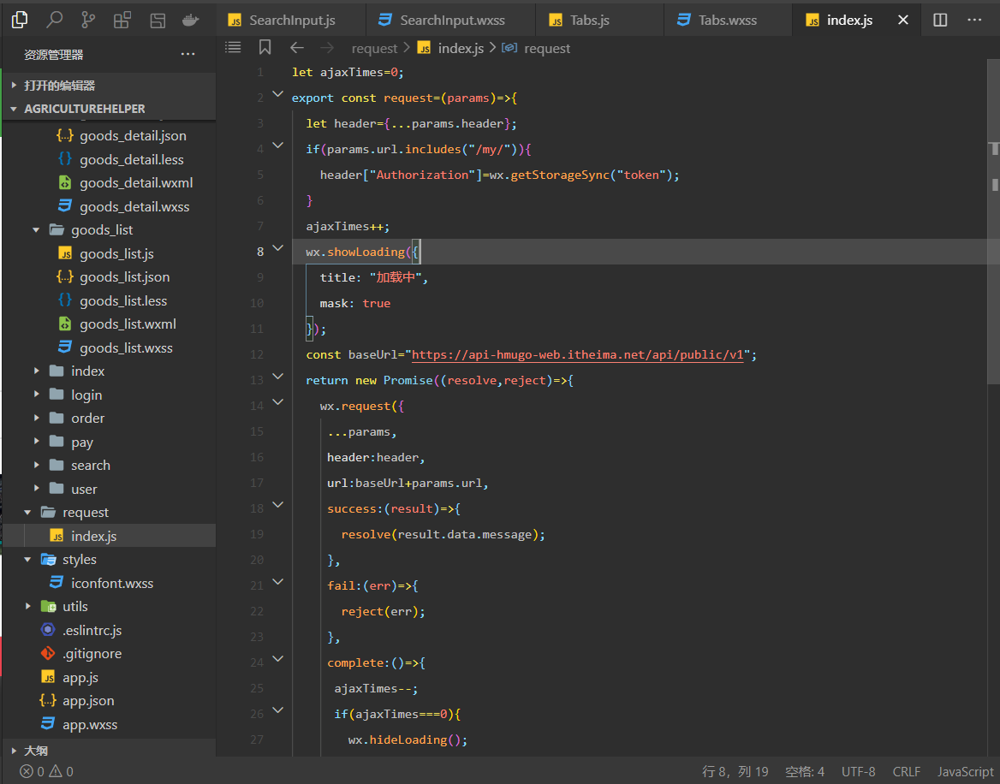 SearchInput.js
SearchInput.wxss
Tabs.js
Tabs.wxss
index.js
资源管理器
request > index.js > request
打开的编辑器
AGRICULTUREHELPER
goods_detail.json
goods_detail.less
goods_detail.wxml
goods_detail.wxss
goods_list
goods_list.js
goods_list.json
goods_list.less
goods_list.wxml
goods_list.wxss
index
login
order
pay
search
user
request
index.js
styles
iconfont.wxss
utils
.eslintrc.js
.gitignore
app.js
app.json
app.wxss
大纲
1 let ajaxTimes=0;
2 export const request=(params)=>{
3 let header={...params.header};
4 if(params.url.includes("/my/")){
5 header["Authorization"]=wx.getStorageSync("token");
6 }
7 ajaxTimes++;
8 wx.showLoading({
9 title: "加载中",
10 mask: true
11 });
12 const baseUrl="https://api-hmugo-web.itheima.net/api/public/v1";
13 return new Promise((resolve,reject)=>{
14 wx.request({
15 ...params,
16 header:header,
17 url:baseUrl+params.url,
18 success:(result)=>{
19 resolve(result.data.message);
20 },
21 fail:(err)=>{
22 reject(err);
23 },
24 complete:()=>{
25 ajaxTimes--;
26 if(ajaxTimes===0){
27 wx.hideLoading();
0 0
行 8，列 19 空格: 4 UTF-8 CRLF JavaScript